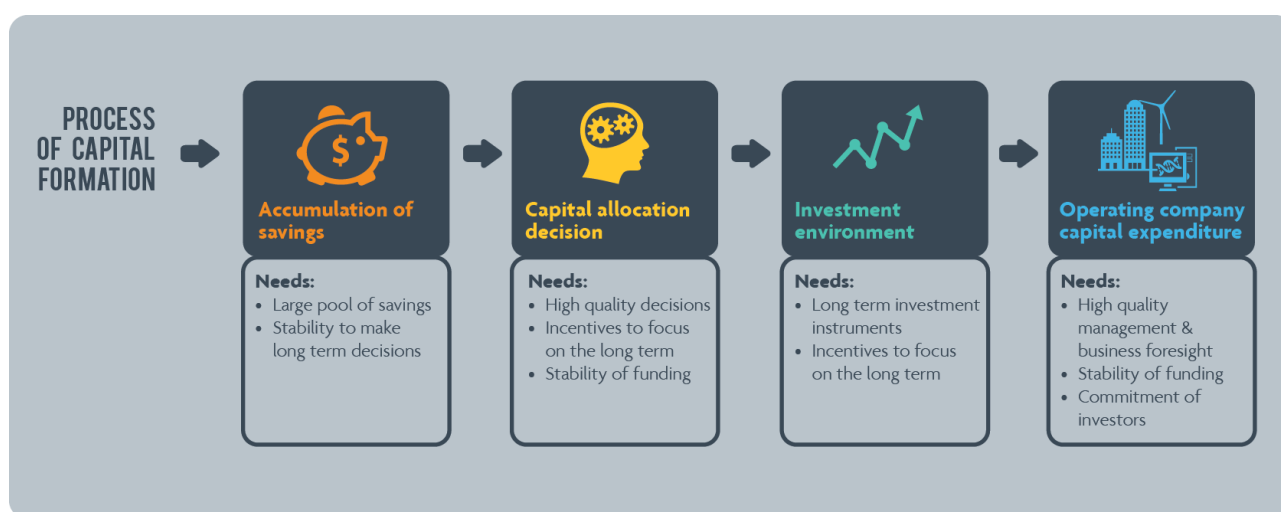 PROCESS
OF CAPITAL
FORMATION
$
Accumulation of
savings
Needs:
• Large pool of savings
• Stability to make
long term decisions
Capital allocation
decision
Needs:
• High quality decisions
• Incentives to focus
on the long term
• Stability of funding
Investment
environment
Needs:
• Long term investment
instruments
• Incentives to focus
on the long term
Operating company
capital expenditure
Needs:
• High quality
management &
business foresight
• Stability of funding
• Commitment of
investors